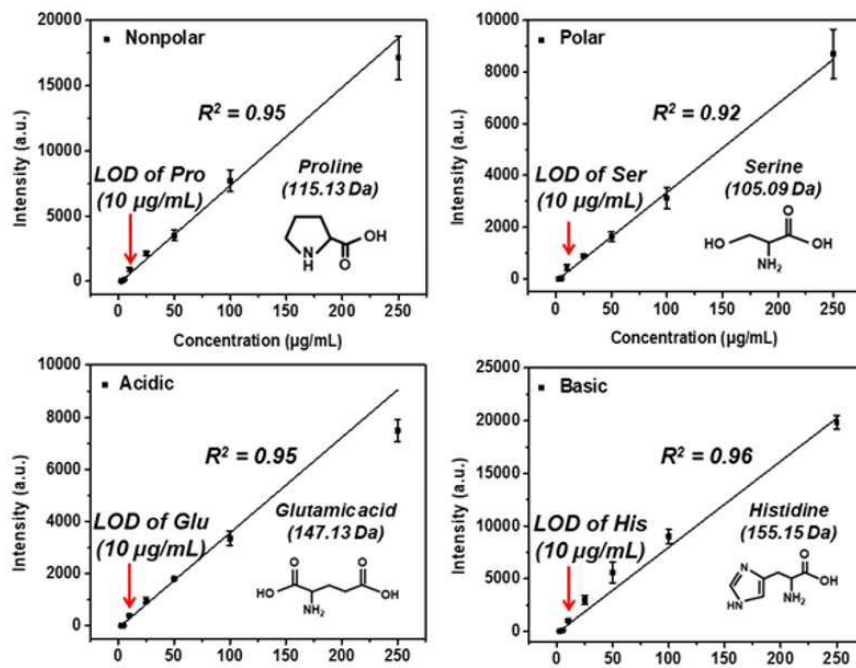 Nonpolar
R² = 0.95
LOD of Pro
(10 µg/mL)
Proline
(115.13 Da)
N
H
O
OH
Intensity (a.u.)
20000
15000
10000
5000
0
0 50 100 150 200 250
Concentration (µg/mL)
Polar
R² = 0.92
LOD of Ser
(10 µg/mL)
Serine
(105.09 Da)
O
HO
OH
NH₂
Intensity (a.u.)
10000
8000
6000
4000
2000
0
0 50 100 150 200 250
Concentration (µg/mL)
Acidic
R² = 0.95
LOD of Glu
(10 µg/mL)
Glutamic acid
(147.13 Da)
O O
HO OH
NH₂
Intensity (a.u.)
10000
8000
6000
4000
2000
0
0 50 100 150 200 250
Basic
R² = 0.96
LOD of His
(10 µg/mL)
Histidine
(155.15 Da)
N
O
OH
HN
NH₂
Intensity (a.u.)
25000
20000
15000
10000
5000
0
0 50 100 150 200 250